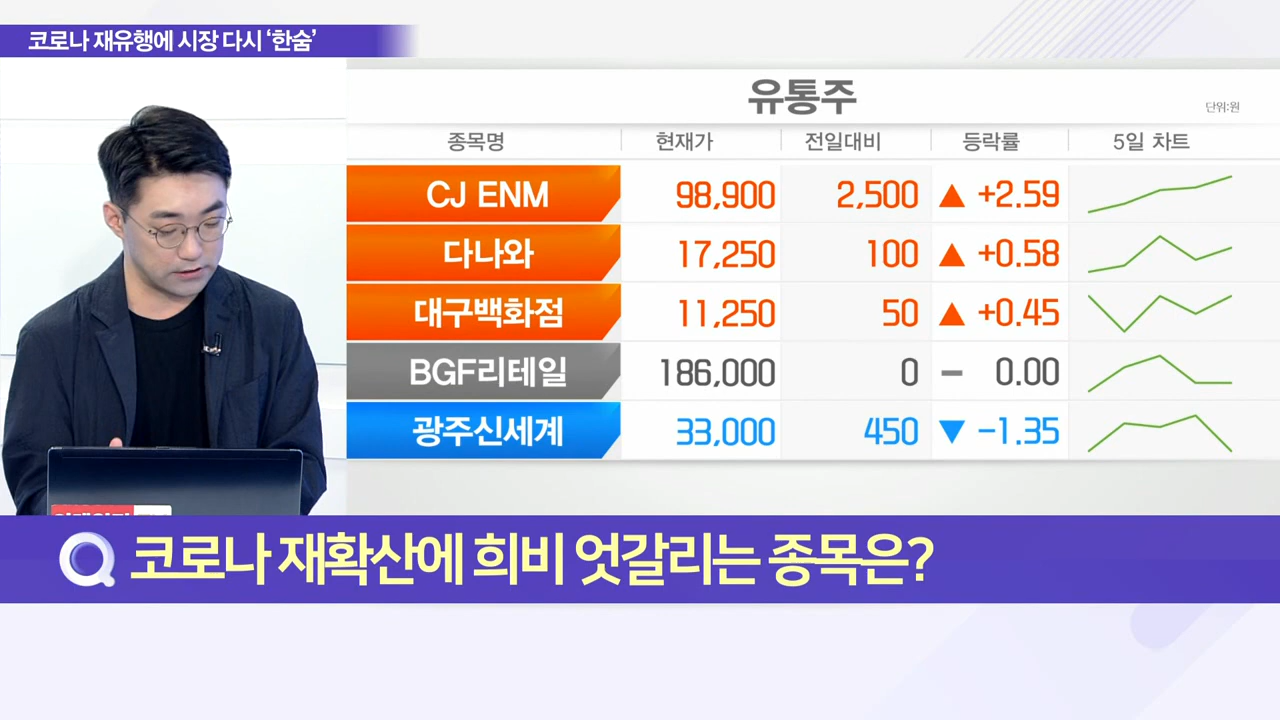 코로나 재유행에 시장 다시 ‘한숨’
유통주
단위:원
종목명 현재가 전일대비 등락률 5일 차트
CJ ENM 98,900 2,500 ▲ +2.59
다나와 17,250 100 ▲ +0.58
대구백화점 11,250 50 ▲ +0.45
BGF리테일 186,000 0 － 0.00
광주신세계 33,000 450 ▼ -1.35
Q 코로나 재확산에 희비 엇갈리는 종목은?